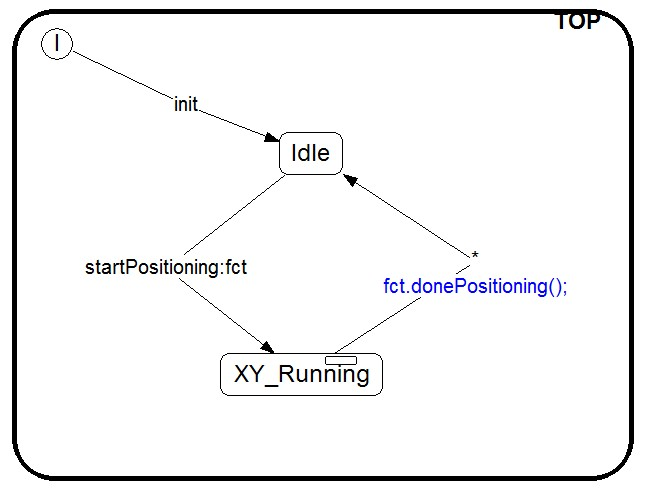 TOP
I
init
Idle
startPositioning:fct
*
fct.donePositioning();
XY_Running